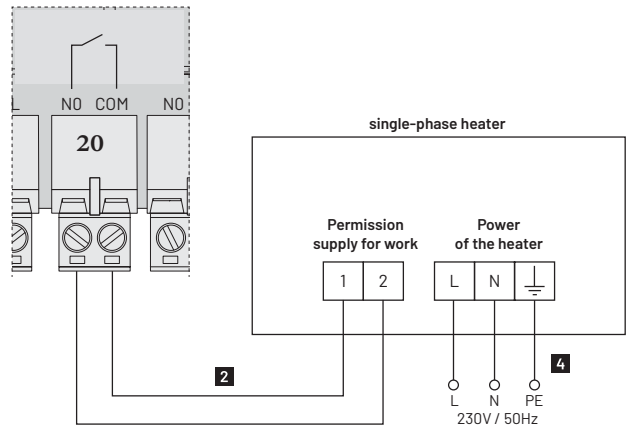 L NO COM NO
20
single-phase heater
Permission
supply for work
Power
of the heater
1 2 L N
2
4
L N PE
230V / 50Hz